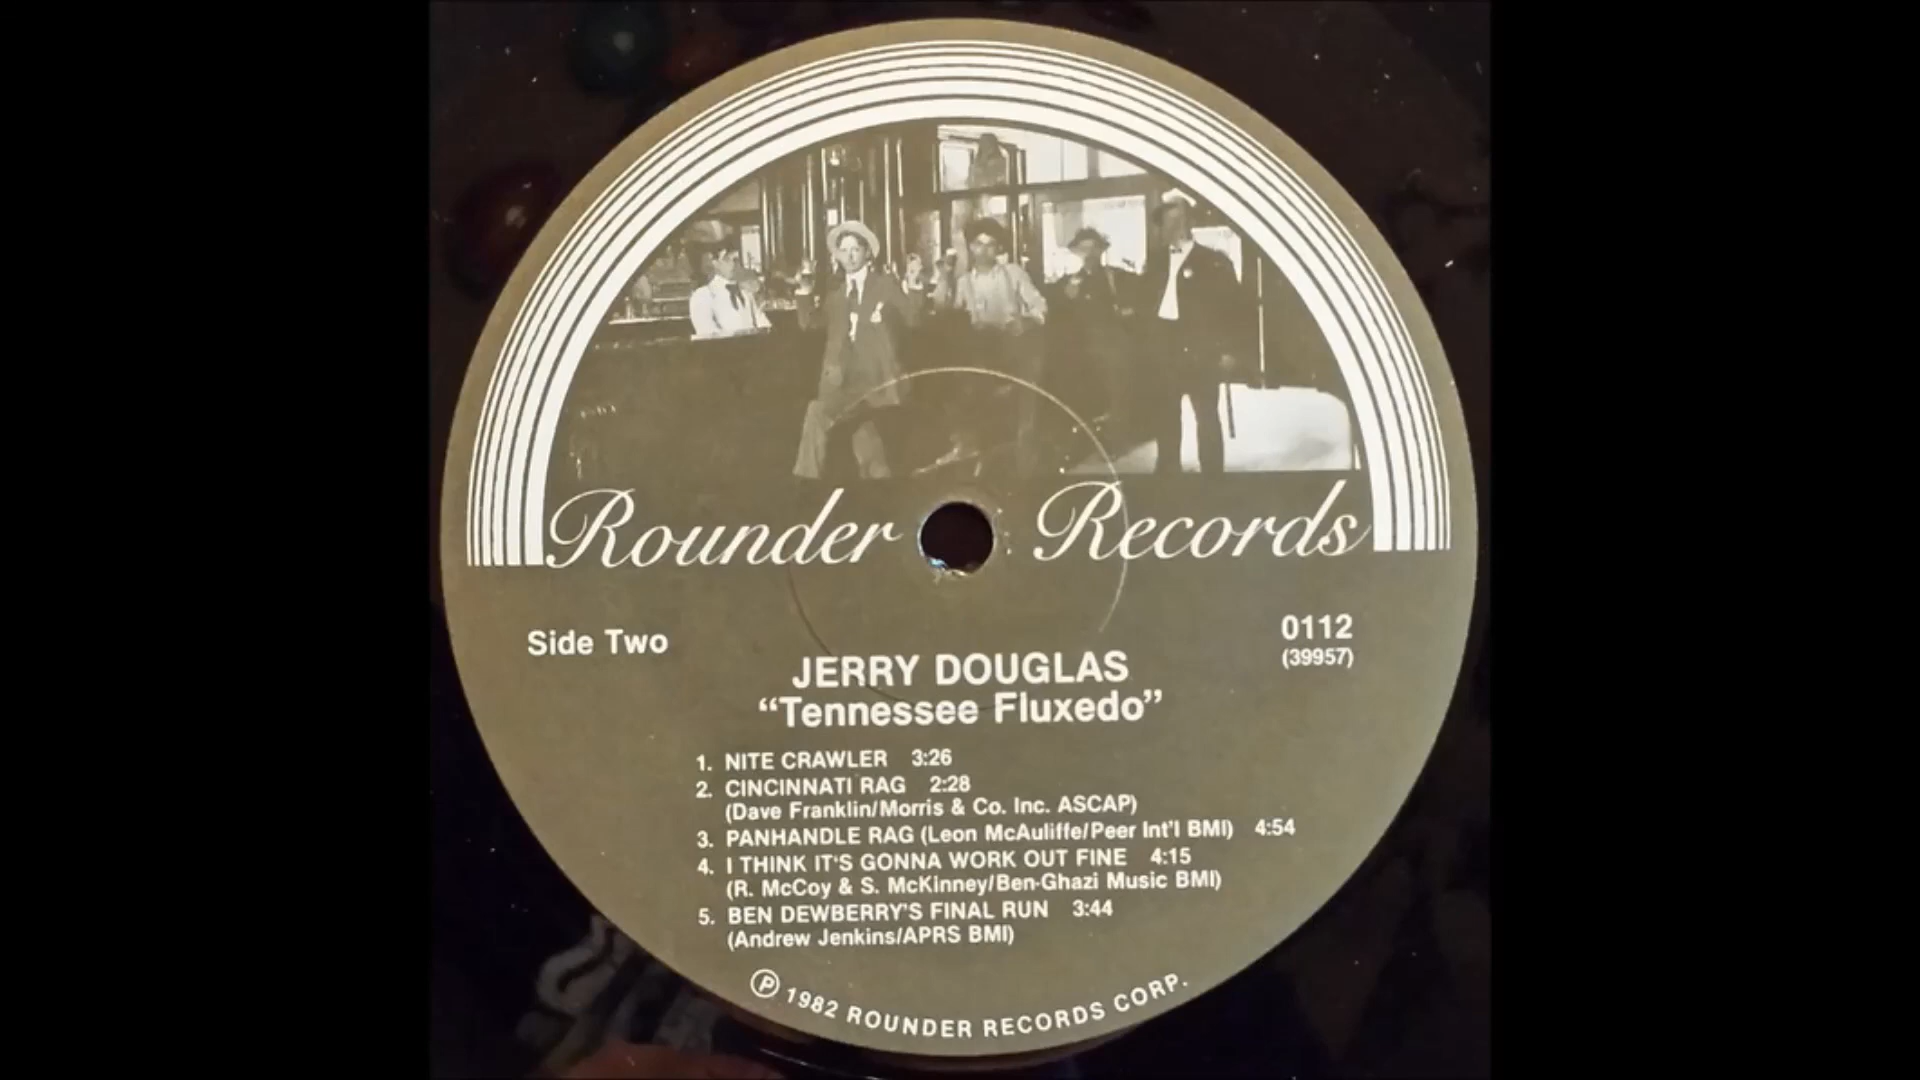 Rounder Records
Side Two
0112
(39957)
JERRY DOUGLAS
“Tennessee Fluxedo”
1. NITE CRAWLER 3:26
2. CINCINNATI RAG 2:28
(Dave Franklin/Morris & Co. Inc. ASCAP)
3. PANHANDLE RAG (Leon McAuliffe/Peer Int'l BMI) 4:54
4. I THINK IT'S GONNA WORK OUT FINE 4:15
(R. McCoy & S. McKinney/Ben-Ghazi Music BMI)
5. BEN DEWBERRY'S FINAL RUN 3:44
(Andrew Jenkins/APRS BMI)
Ⓟ 1982 ROUNDER RECORDS CORP.